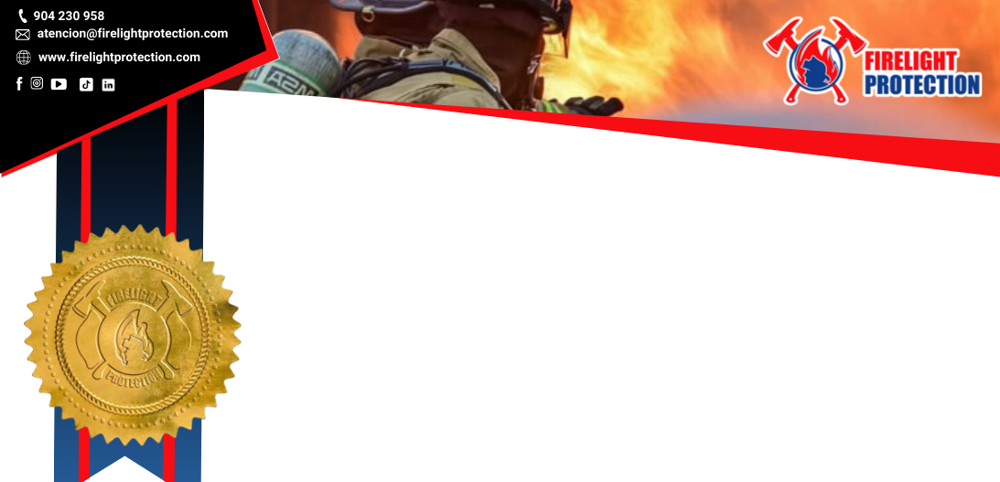 904 230 958
atencion@firelightprotection.com
www.firelightprotection.com
FIRELIGHT
PROTECTION
FIRELIGHT
PROTECTION